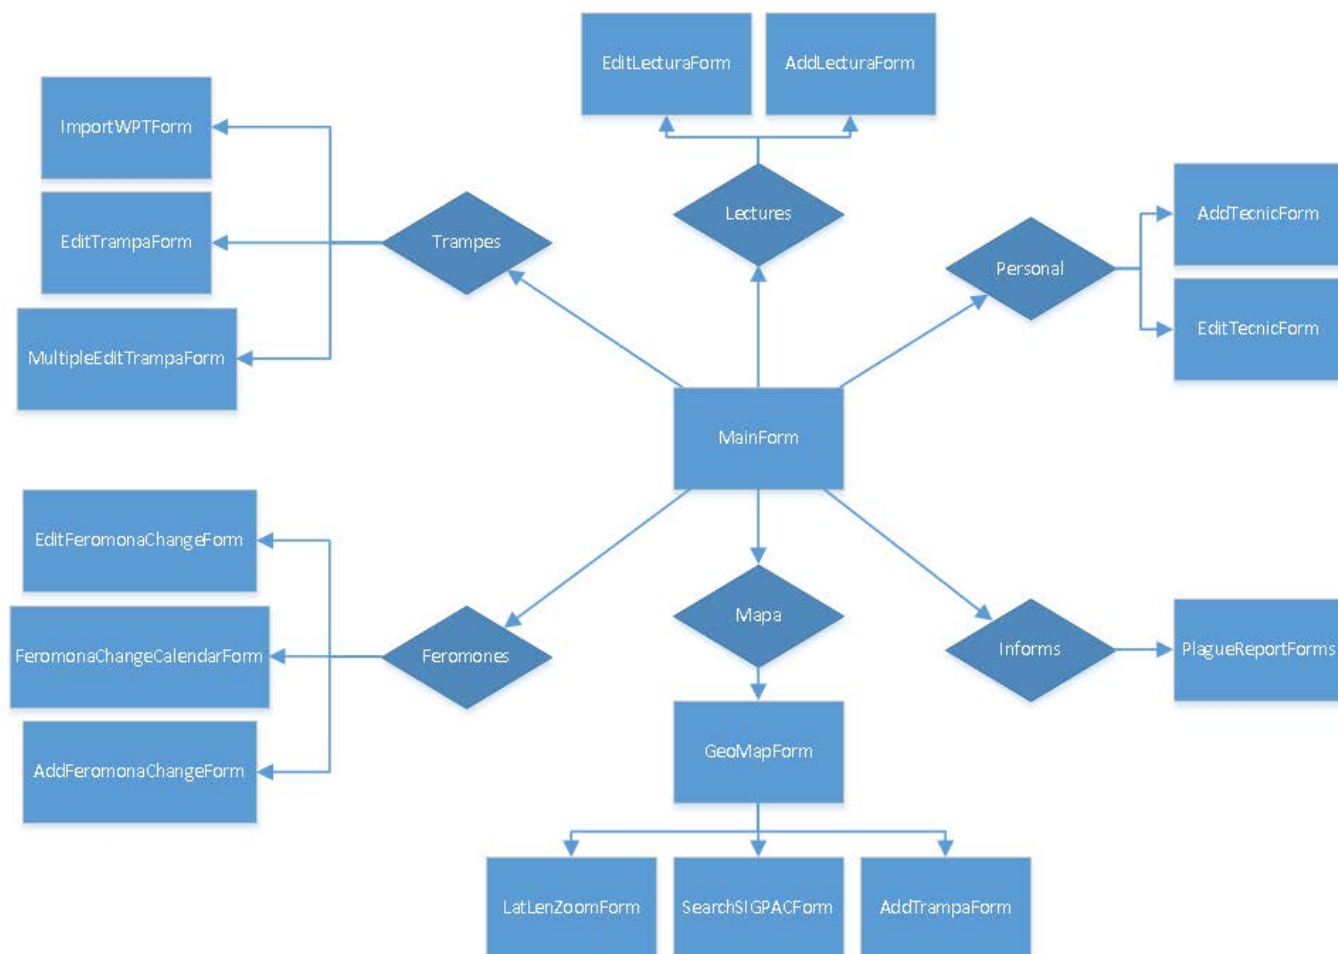 EditLecturaForm
AddLecturaForm
ImportWPTForm
Lectures
AddTecnicForm
EditTrampaForm
Trampes
Personal
EditTecnicForm
MultipleEditTrampaForm
MainForm
EditFeromonaChangeForm
Mapa
FeromonaChangeCalendarForm
Feromones
Informs
PlagueReportForms
GeoMapForm
AddFeromonaChangeForm
LatLenZoomForm
SearchSIGPACForm
AddTrampaForm